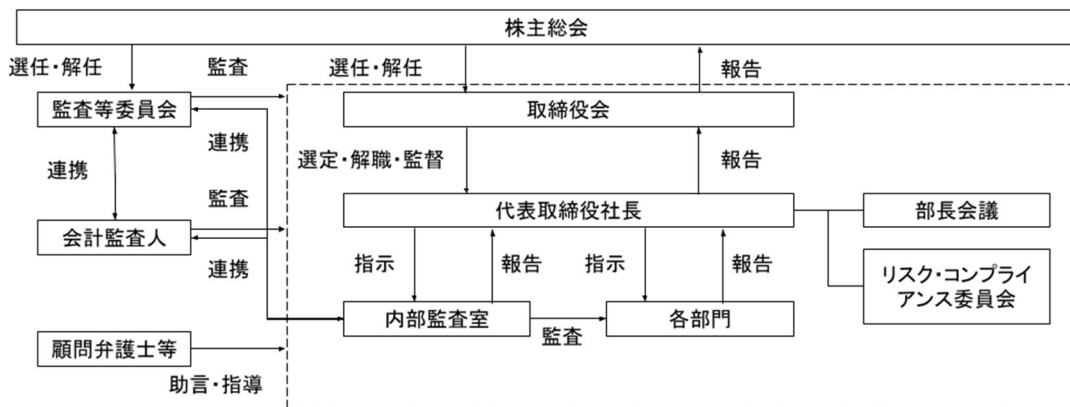 株主総会
選任・解任
監査
選任・解任
報告
監査等委員会
取締役会
連携
連携
選定・解職・監督
報告
監査
代表取締役社長
部長会議
会計監査人
連携
指示
報告
指示
報告
リスク・コンプライ
アンス委員会
内部監査室
監査
各部門
顧問弁護士等
助言・指導